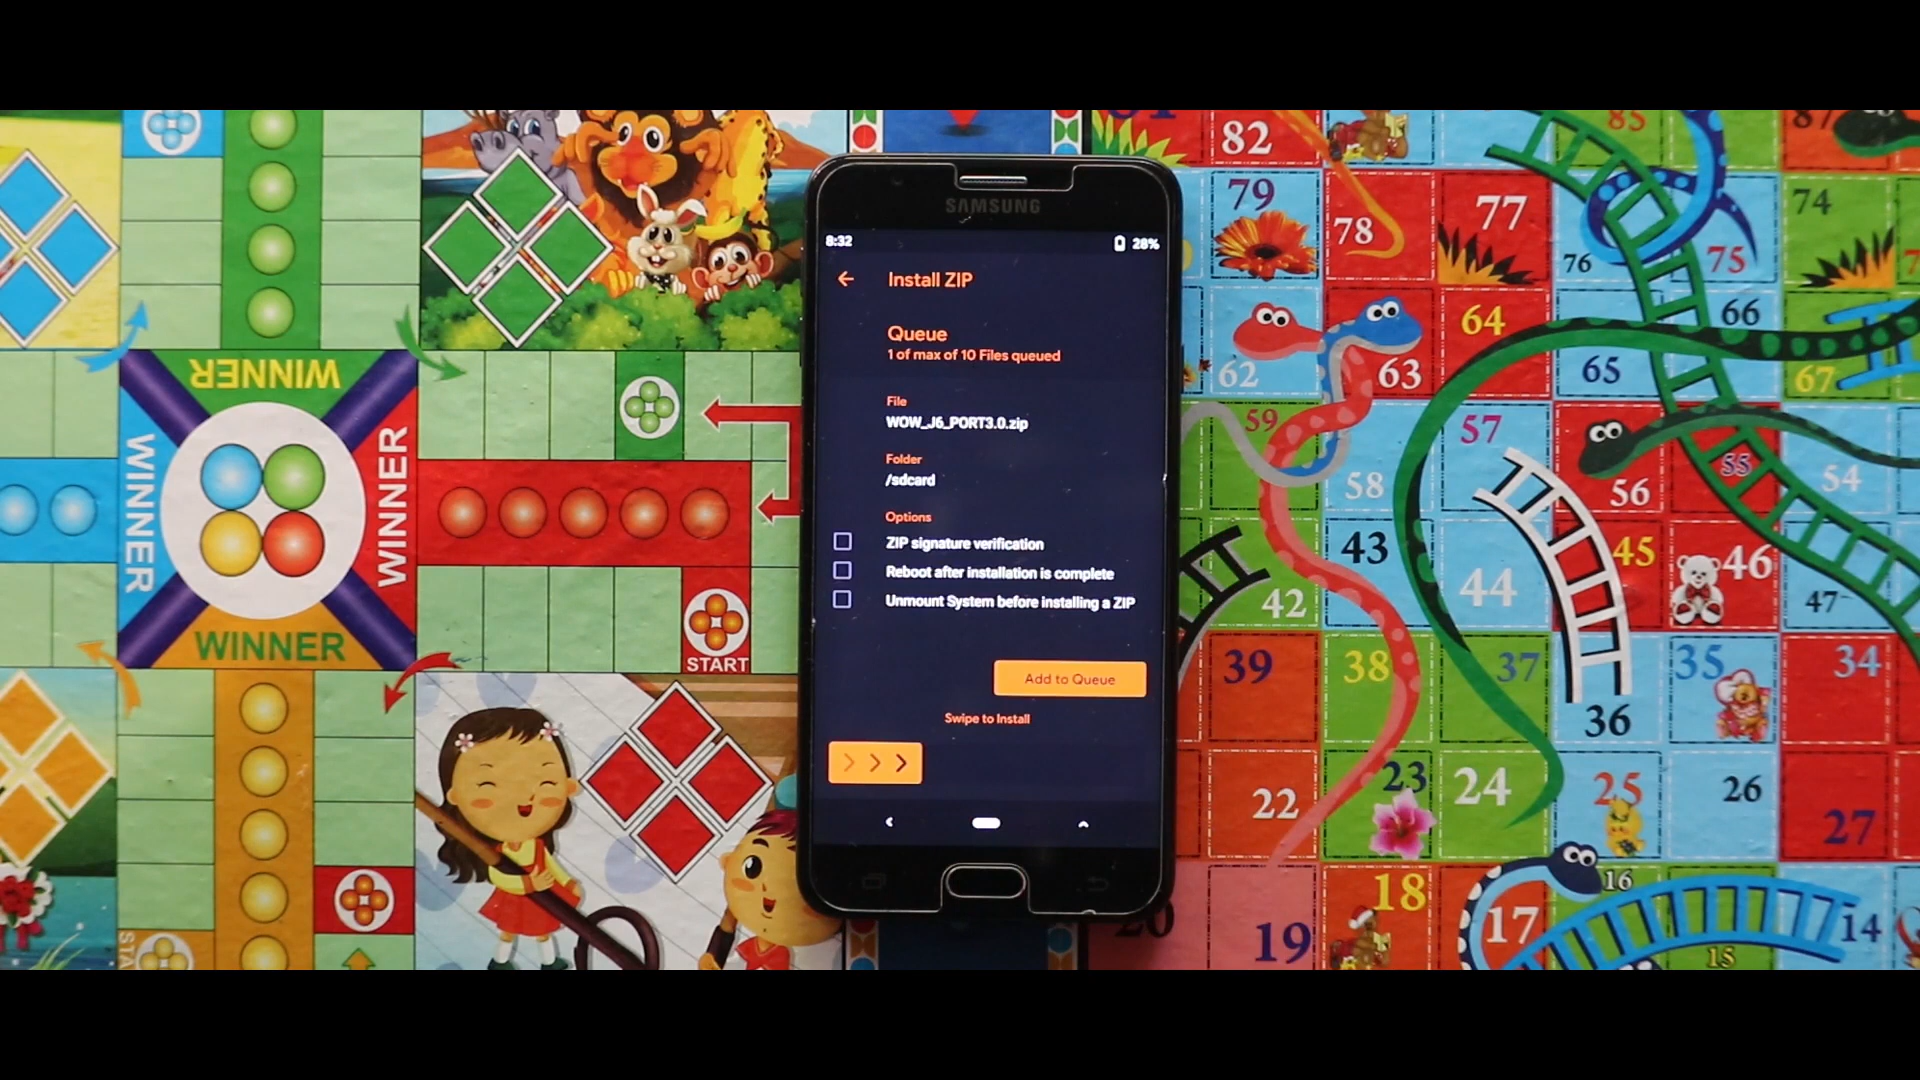 WINNER
WINNER
WINNER
WINNER
START
SAMSUNG
8:32
28%
Install ZIP
Queue
1 of max of 10 Files queued
File
WOW_J6_PORT3.0.zip
Folder
/sdcard
Options
ZIP signature verification
Reboot after installation is complete
Unmount System before installing a ZIP
Add to Queue
Swipe to Install
82
85
87
79
78
77
76
75
74
62
63
64
65
66
67
59
58
57
56
55
54
42
43
44
45
46
47
39
38
37
36
35
34
22
23
24
25
26
27
20
19
18
17
16
15
14